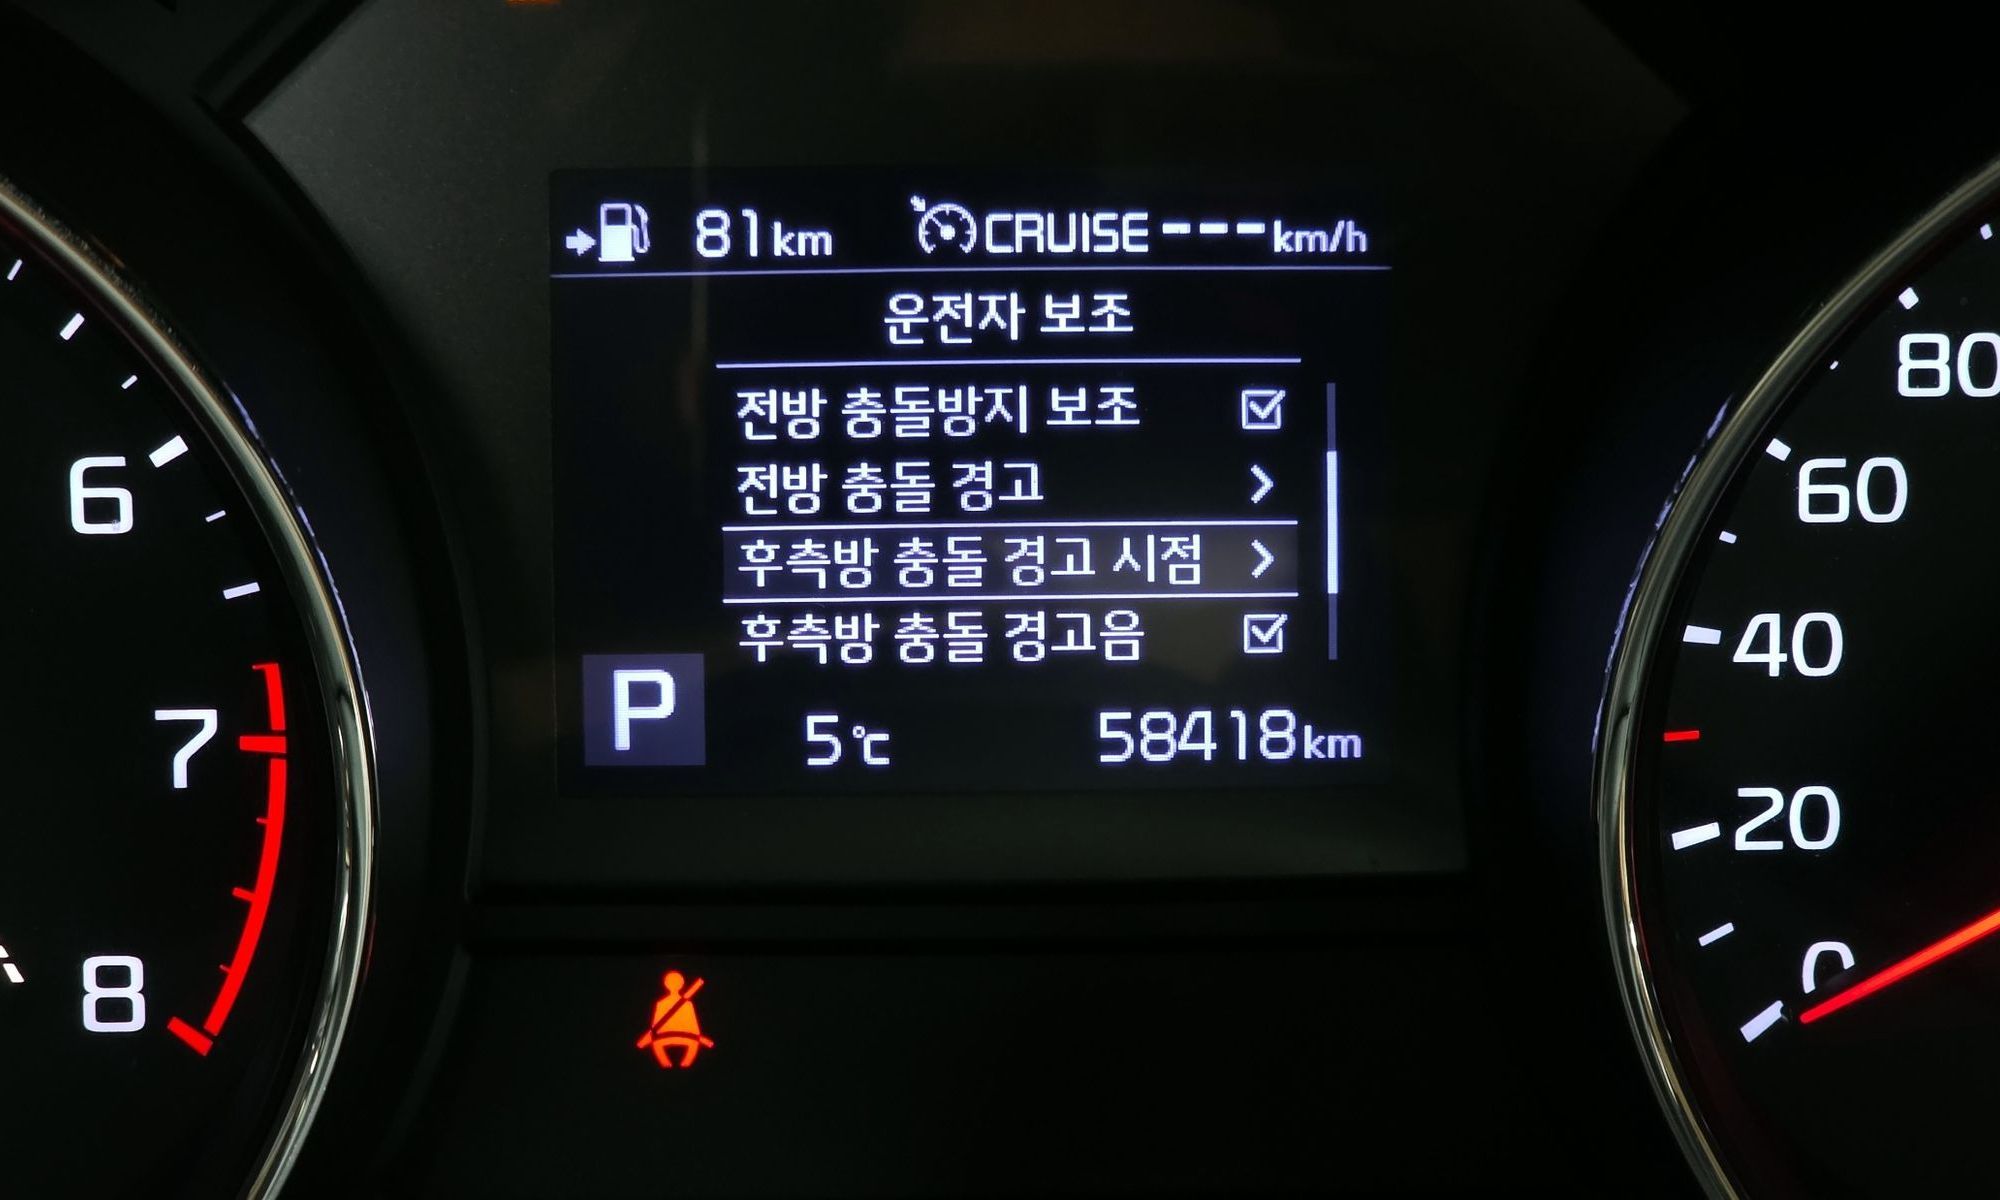 81km CRUISE---km/h
운전자 보조
전방 충돌방지 보조
전방 충돌 경고 >
후측방 충돌 경고 시점 >
후측방 충돌 경고음
P 5℃ 58418km
6
7
8
80
60
40
20
0